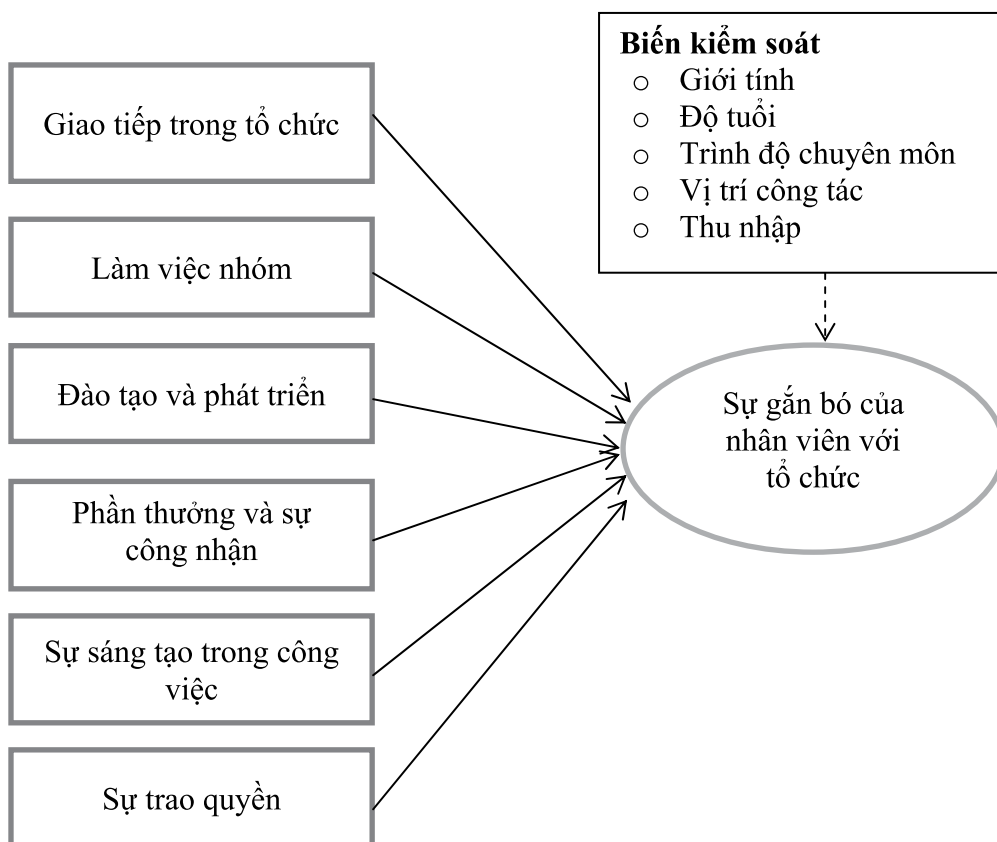 Giao tiếp trong tổ chức
Làm việc nhóm
Đào tạo và phát triển
Phần thưởng và sự
công nhận
Sự sáng tạo trong công
việc
Sự trao quyền
Biến kiểm soát
o Giới tính
o Độ tuổi
o Trình độ chuyên môn
o Vị trí công tác
o Thu nhập
Sự gắn bó của
nhân viên với
tổ chức